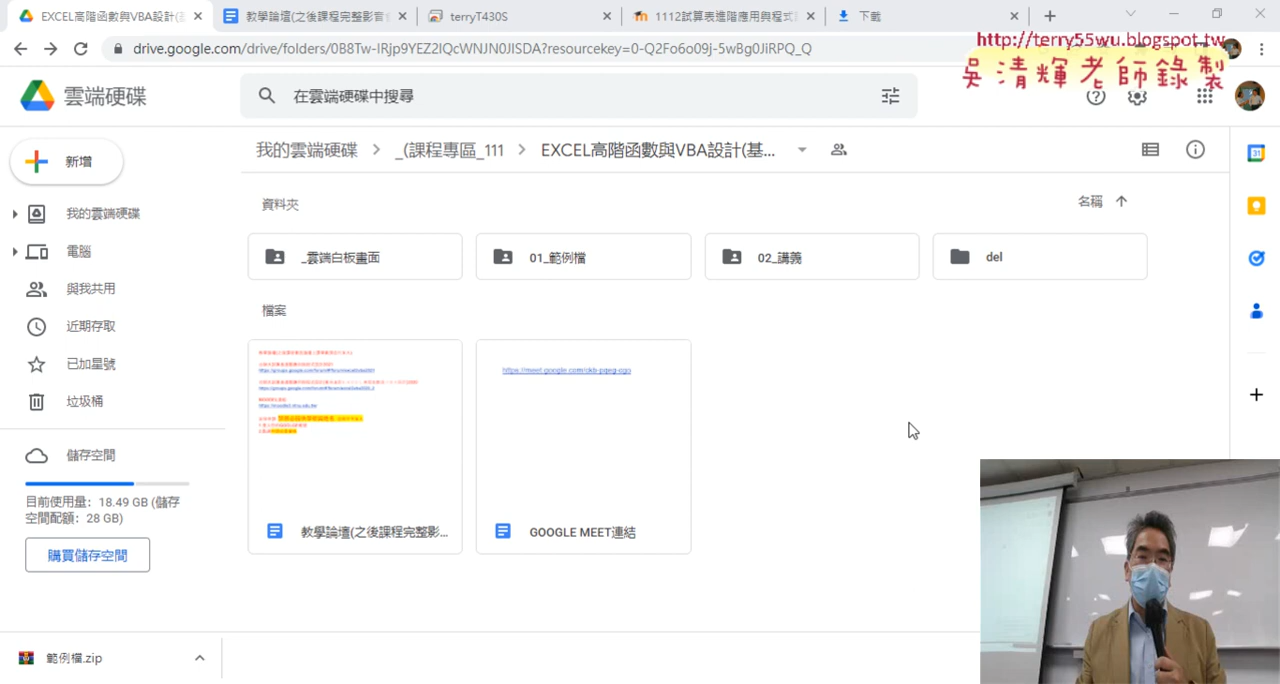 EXCEL高階函數與VBA設計(基
教學論壇(之後課程完整影音
terryT430S
1112試算表進階應用與程式
下載
drive.google.com/drive/folders/0B8Tw-IRjp9YEZ2lQcWNJN0JISDA?resourcekey=0-Q2Fo6o09j-5wBg0JiRPQ_Q
http://terry55wu.blogspot.tw
吳清輝老師錄製
雲端硬碟
在雲端硬碟中搜尋
新增
我的雲端硬碟
_(課程專區_111
EXCEL高階函數與VBA設計(基...
資料夾
名稱
_雲端白板畫面
01_範例檔
02_講義
del
我的雲端硬碟
電腦
與我共用
近期存取
已加星號
垃圾桶
儲存空間
目前使用量：18.49 GB (儲存
空間配額：28 GB)
購買儲存空間
檔案
教學論壇(之後課程完整影...
GOOGLE MEET連結
範例檔.zip
31